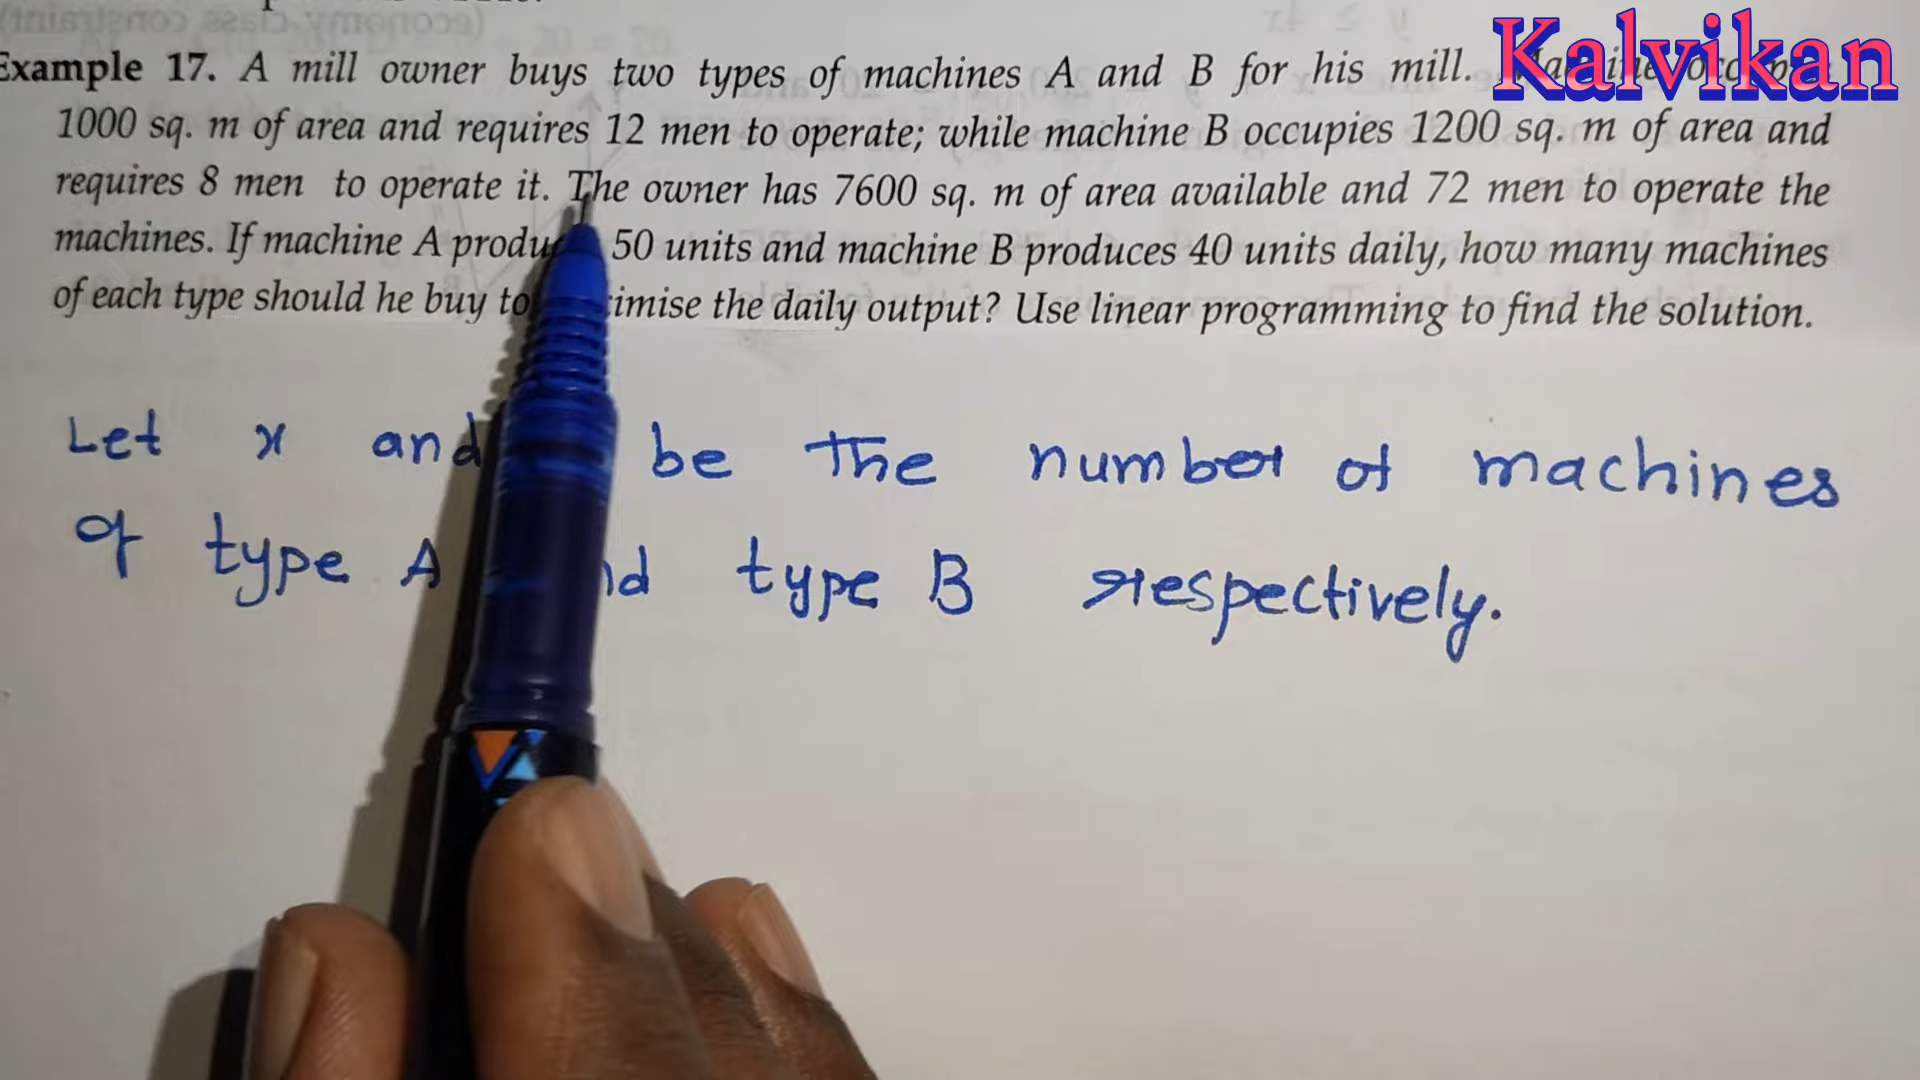 Kalvikan
Example 17. A mill owner buys two types of machines A and B for his mill.
1000 sq. m of area and requires 12 men to operate; while machine B occupies 1200 sq. m of area and
requires 8 men to operate it. The owner has 7600 sq. m of area available and 72 men to operate the
machines. If machine A 50 units and machine B produces 40 units daily, how many machines
of each type should he buy to the daily output? Use linear programming to find the solution.
Let x and be the number of machines
of type A type B respectively.